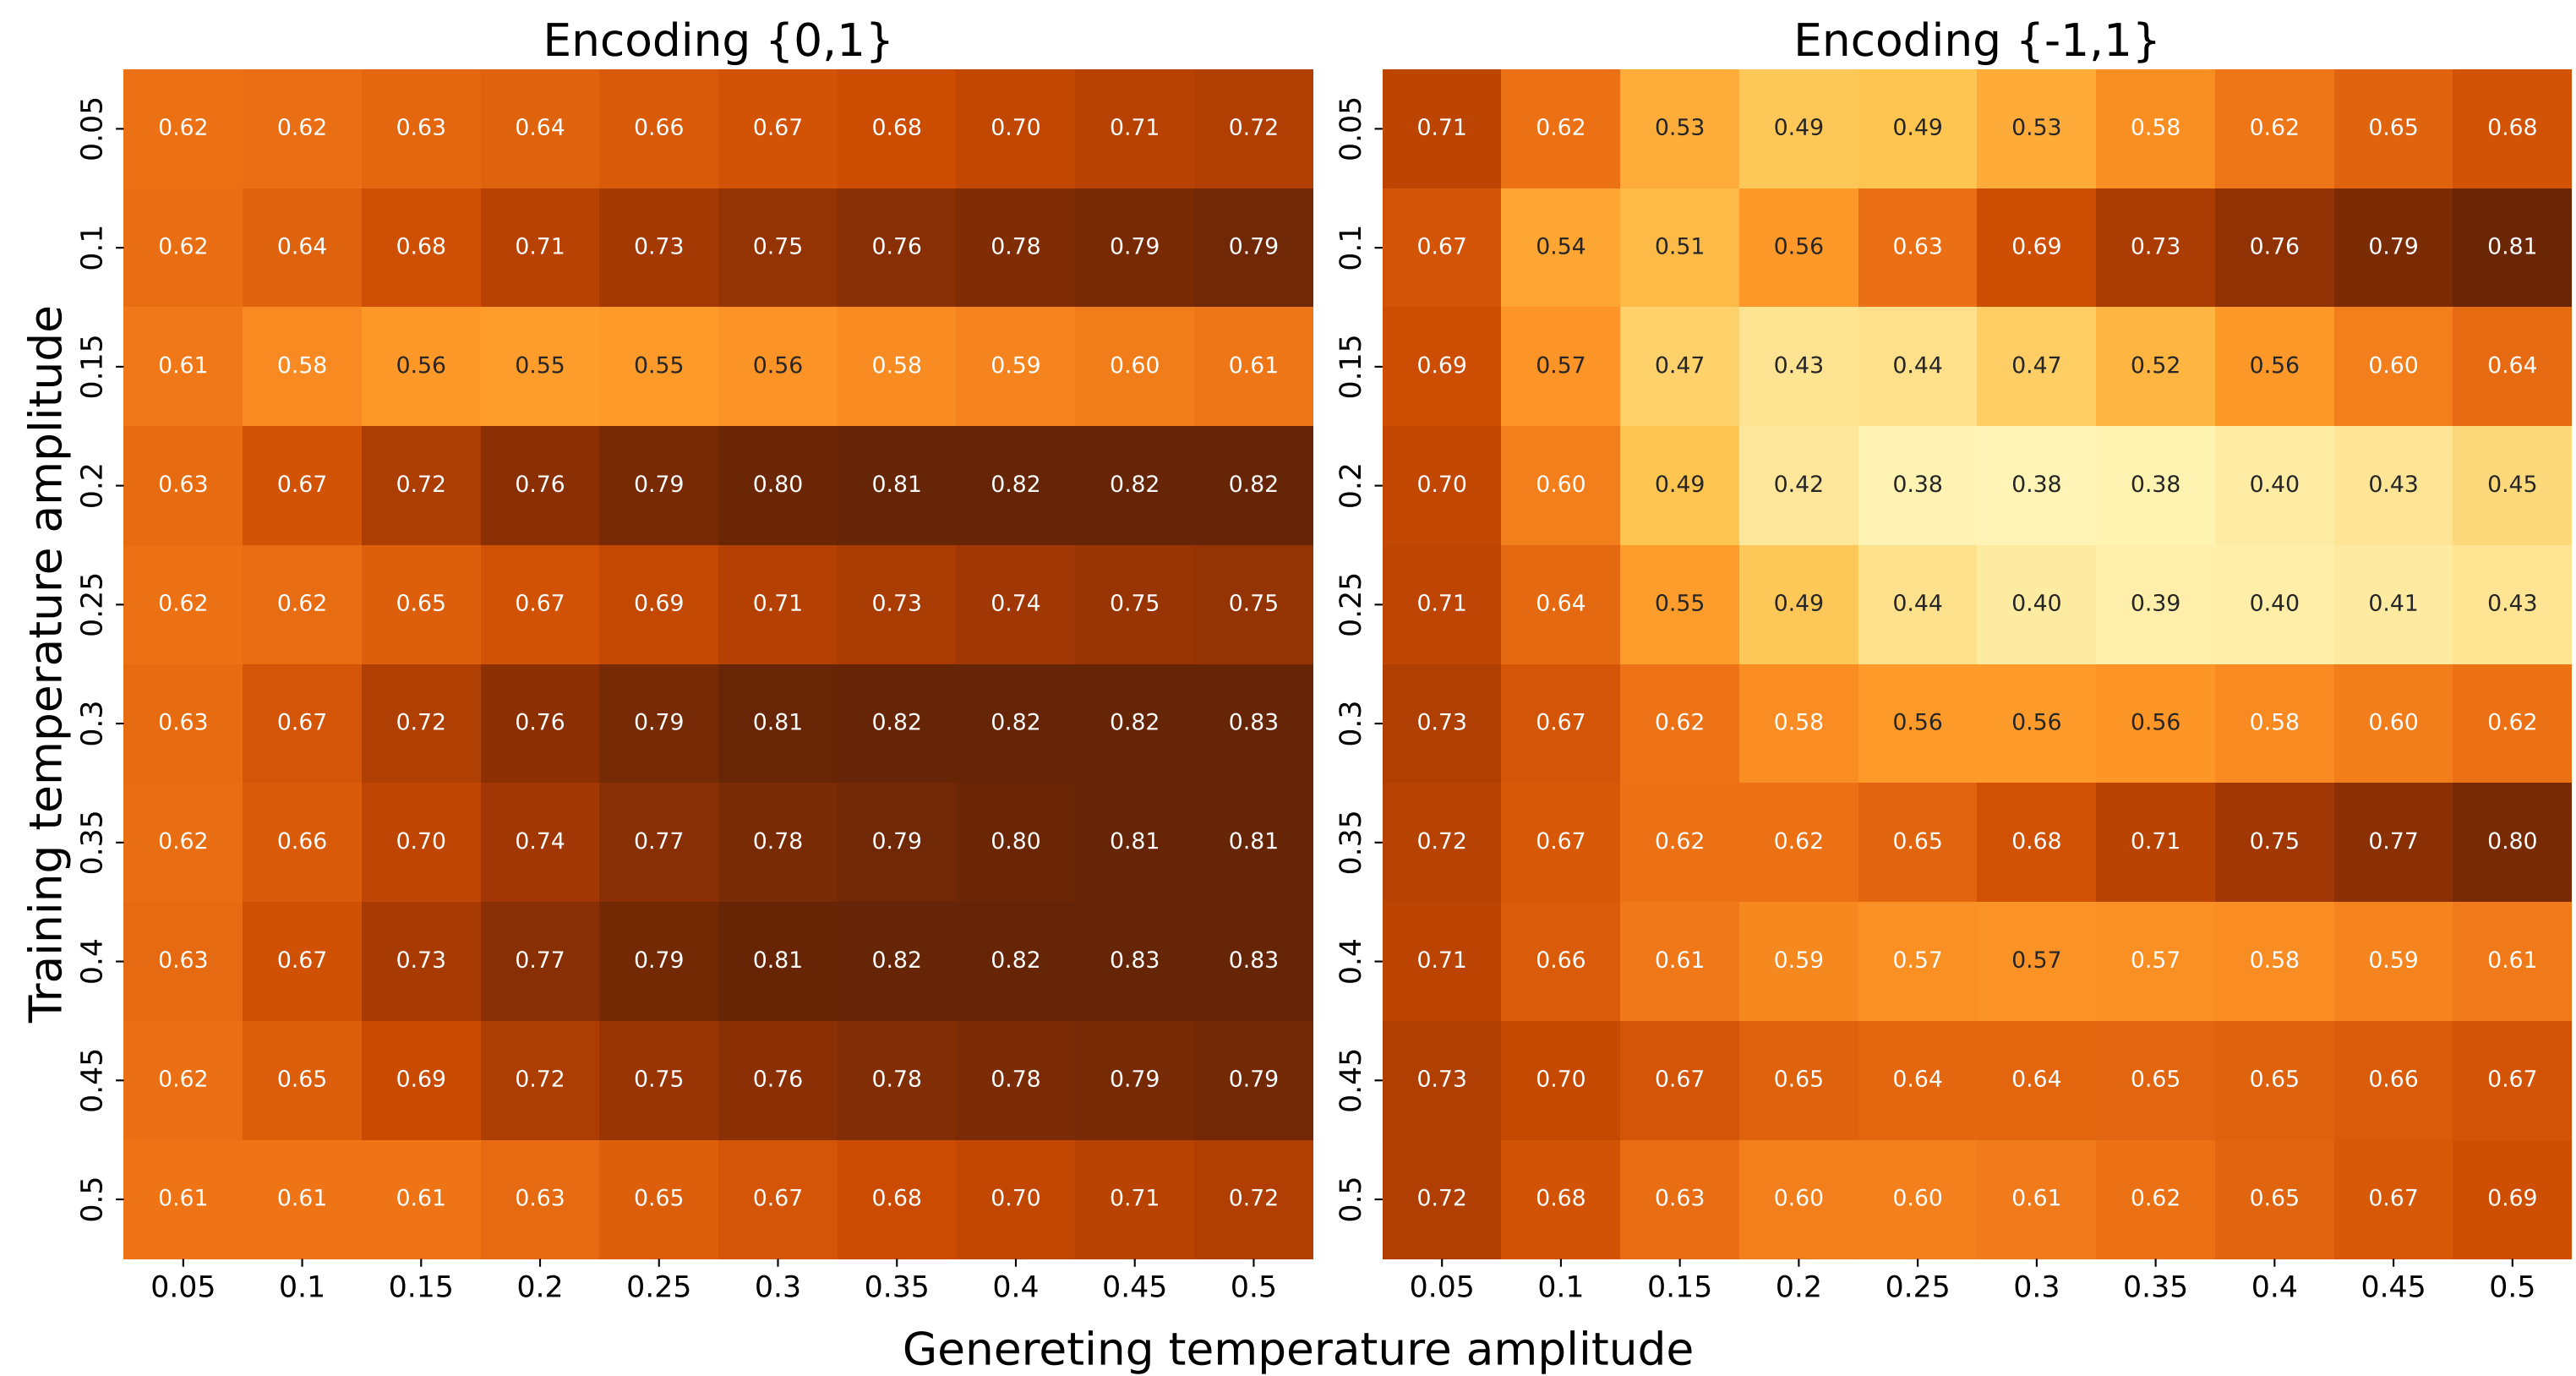 Encoding {0,1}
Encoding {-1,1}
Training temperature amplitude
0.05 0.62 0.62 0.63 0.64 0.66 0.67 0.68 0.70 0.71 0.72
0.1 0.62 0.64 0.68 0.71 0.73 0.75 0.76 0.78 0.79 0.79
0.15 0.61 0.58 0.56 0.55 0.55 0.56 0.58 0.59 0.60 0.61
0.2 0.63 0.67 0.72 0.76 0.79 0.80 0.81 0.82 0.82 0.82
0.25 0.62 0.62 0.65 0.67 0.69 0.71 0.73 0.74 0.75 0.75
0.3 0.63 0.67 0.72 0.76 0.79 0.81 0.82 0.82 0.82 0.83
0.35 0.62 0.66 0.70 0.74 0.77 0.78 0.79 0.80 0.81 0.81
0.4 0.63 0.67 0.73 0.77 0.79 0.81 0.82 0.82 0.83 0.83
0.45 0.62 0.65 0.69 0.72 0.75 0.76 0.78 0.78 0.79 0.79
0.5 0.61 0.61 0.61 0.63 0.65 0.67 0.68 0.70 0.71 0.72
0.05 0.1 0.15 0.2 0.25 0.3 0.35 0.4 0.45 0.5
0.05 0.71 0.62 0.53 0.49 0.49 0.53 0.58 0.62 0.65 0.68
0.1 0.67 0.54 0.51 0.56 0.63 0.69 0.73 0.76 0.79 0.81
0.15 0.69 0.57 0.47 0.43 0.44 0.47 0.52 0.56 0.60 0.64
0.2 0.70 0.60 0.49 0.42 0.38 0.38 0.38 0.40 0.43 0.45
0.25 0.71 0.64 0.55 0.49 0.44 0.40 0.39 0.40 0.41 0.43
0.3 0.73 0.67 0.62 0.58 0.56 0.56 0.56 0.58 0.60 0.62
0.35 0.72 0.67 0.62 0.62 0.65 0.68 0.71 0.75 0.77 0.80
0.4 0.71 0.66 0.61 0.59 0.57 0.57 0.57 0.58 0.59 0.61
0.45 0.73 0.70 0.67 0.65 0.64 0.64 0.65 0.65 0.66 0.67
0.5 0.72 0.68 0.63 0.60 0.60 0.61 0.62 0.65 0.67 0.69
0.05 0.1 0.15 0.2 0.25 0.3 0.35 0.4 0.45 0.5
Genereting temperature amplitude